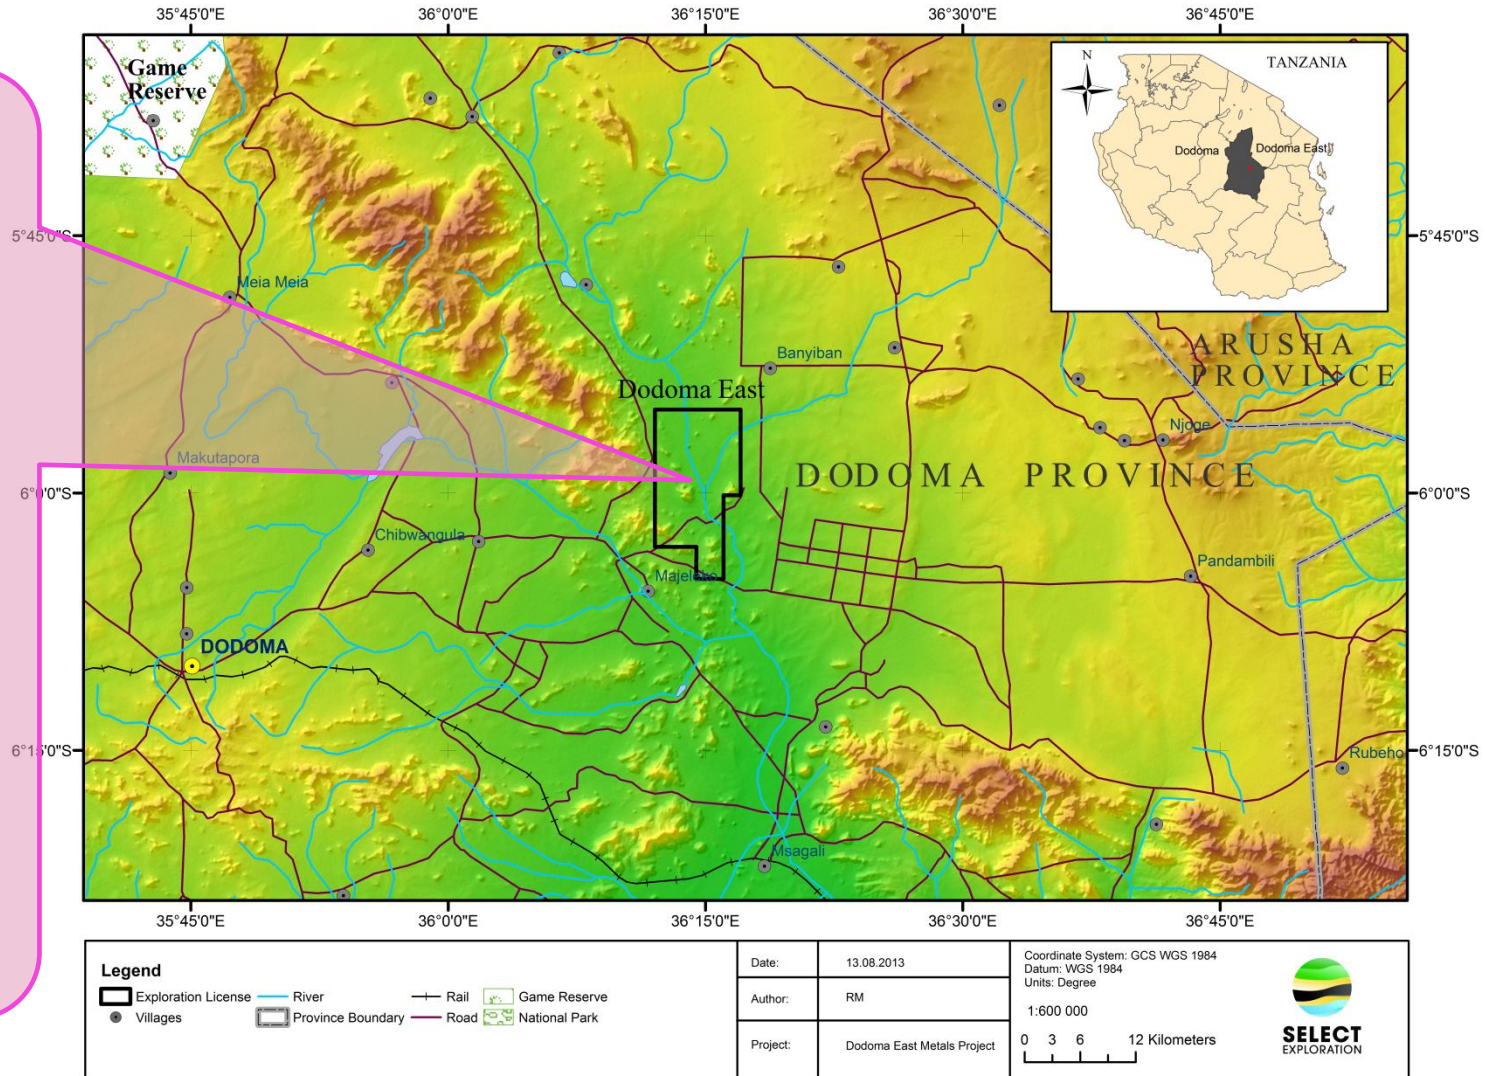 35°45'0"E
36°0'0"E
36°15'0"E
36°30'0"E
36°45'0"E
Game
Reserve
N
TANZANIA
Dodoma
Dodoma East
5°45'0"S
5°45'0"S
Meia Meia
ARUSHA
PROVINCE
Banyiban
Dodoma East
Njoge
Makutapora
DODOMA PROVINCE
6°0'0"S
6°0'0"S
Chibwangula
Pandambili
Majeleko
DODOMA
6°15'0"S
6°15'0"S
Rubeho
Msagali
35°45'0"E
36°0'0"E
36°15'0"E
36°30'0"E
36°45'0"E
Legend
Exploration License
River
Rail
Game Reserve
Villages
Province Boundary
Road
National Park
Date:
13.08.2013
Author:
RM
Project:
Dodoma East Metals Project
Coordinate System: GCS WGS 1984
Datum: WGS 1984
Units: Degree
1:600 000
0 3 6 12 Kilometers
SELECT
EXPLORATION